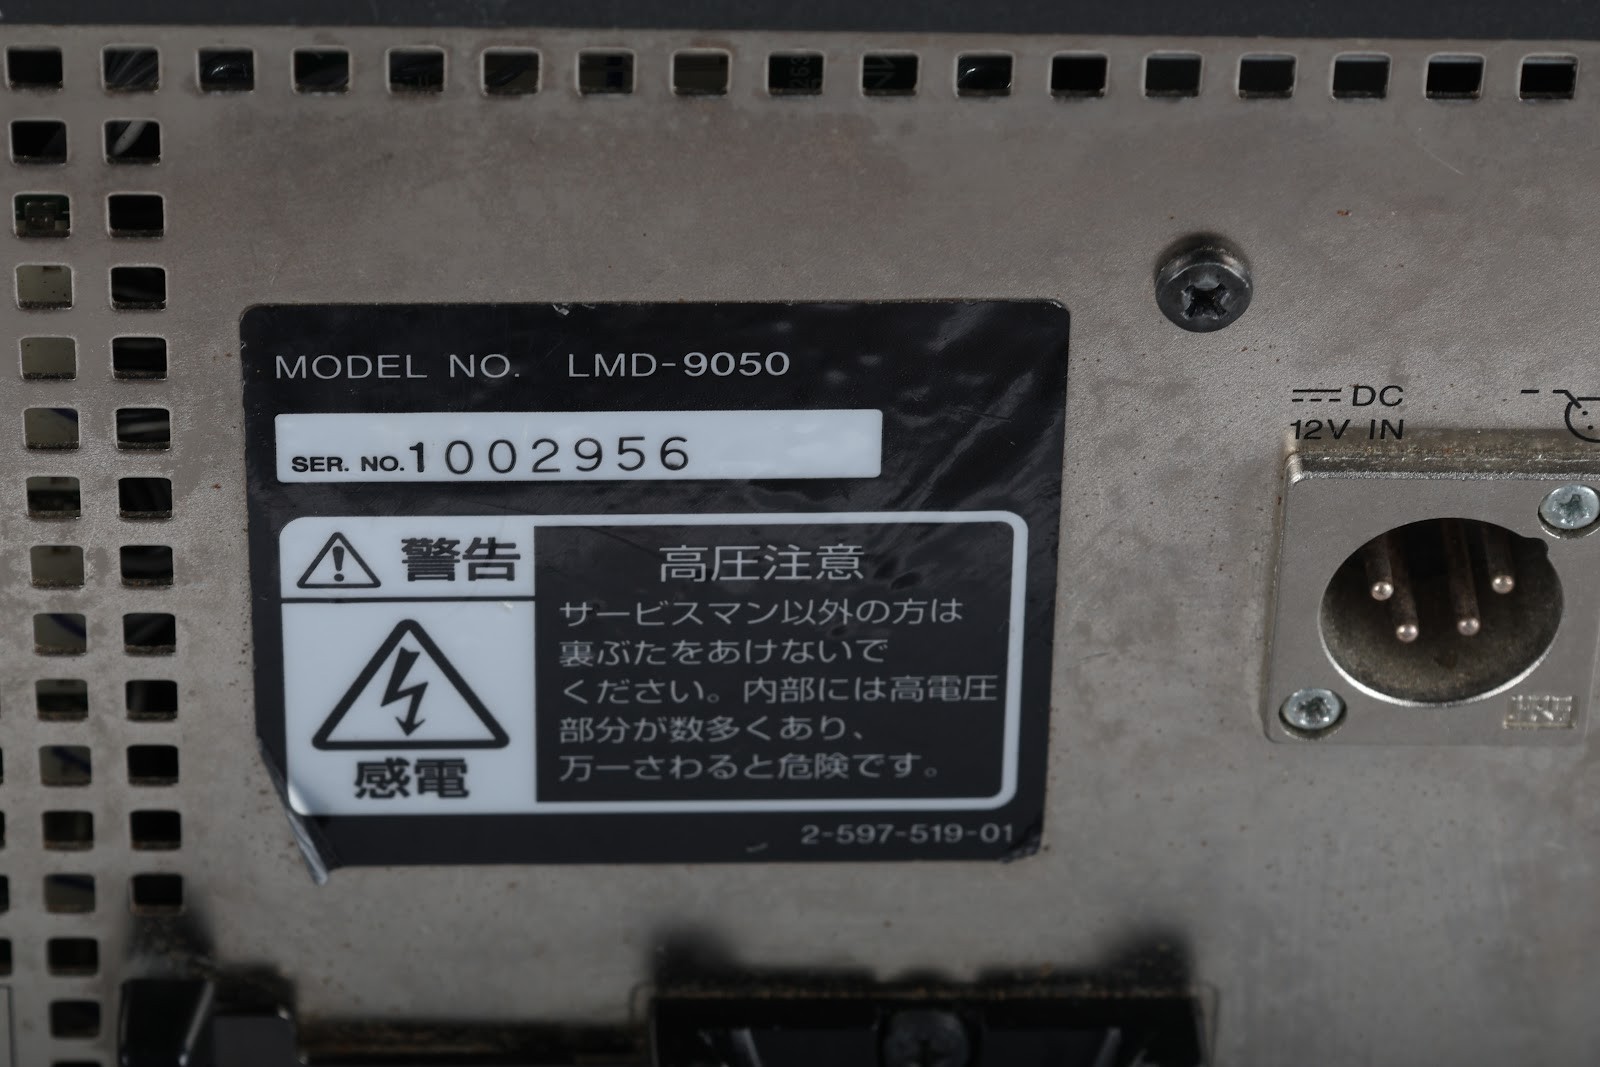 MODEL NO. LMD-9050
SER. NO. 1002956
警告
感電
高圧注意
サービスマン以外の方は
裏ぶたをあけないで
ください。内部には高電圧
部分が数多くあり、
万一さわると危険です。
2-597-519-01
DC
12V IN